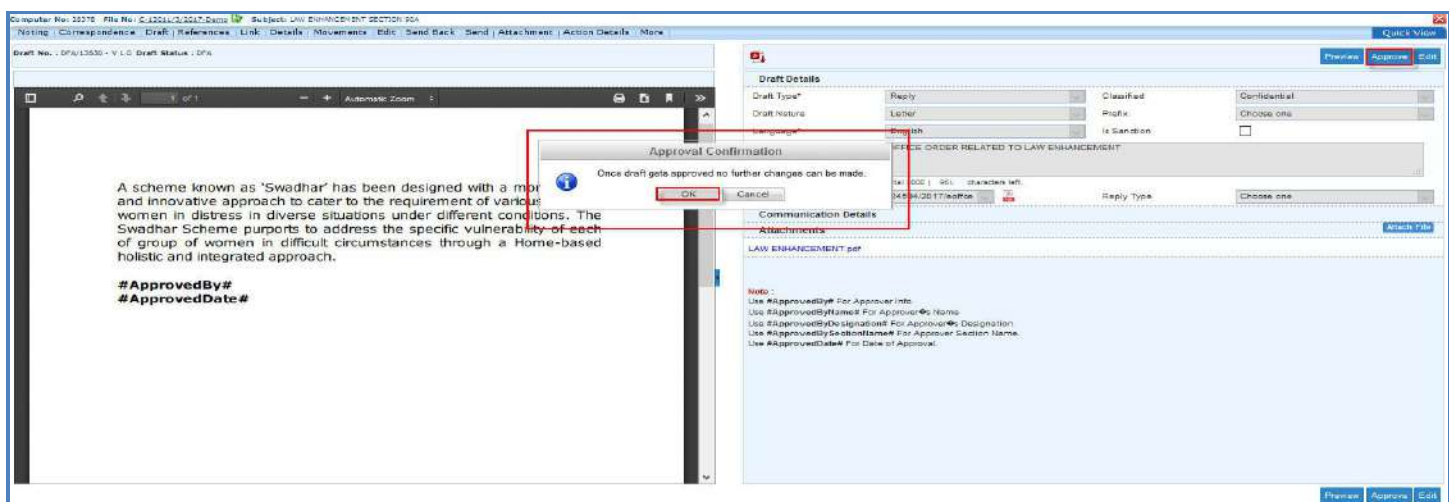 Computer No: 20378 File No: C-13011/3/2017-Demo Subject: LAW ENHANCEMENT SECTION 90A
Noting Correspondence Draft References Link Details Movements Edit Send Back Send Attachment Action Details More Quick View
Draft No. : DFA/13630 - V 1.0 Draft Status : DFA
Preview Approve Edit
Draft Details
of 1 Automatic Zoom
Draft Type* Reply Classified Confidential
Draft Nature Letter Prefix Choose one
Language* English Is Sanction
OFFICE ORDER RELATED TO LAW ENHANCEMENT
characters left.
Reply Type Choose one
Approval Confirmation
Once draft gets approved no further changes can be made.
OK Cancel
Communication Details
Attachments Attach File
LAW ENHANCEMENT.pdf
A scheme known as 'Swadhar' has been designed with a
and innovative approach to cater to the requirement of various
women in distress in diverse situations under different conditions. The
Swadhar Scheme purports to address the specific vulnerability of each
of group of women in difficult circumstances through a Home-based
holistic and integrated approach.
#ApprovedBy#
#ApprovedDate#
Note :
Use #ApprovedBy# For Approver Info.
Use #ApprovedByName# For Approver�s Name
Use #ApprovedByDesignation# For Approver�s Designation
Use #ApprovedBySectionName# For Approver Section Name.
Use #ApprovedDate# For Date of Approval.
Preview Approve Edit